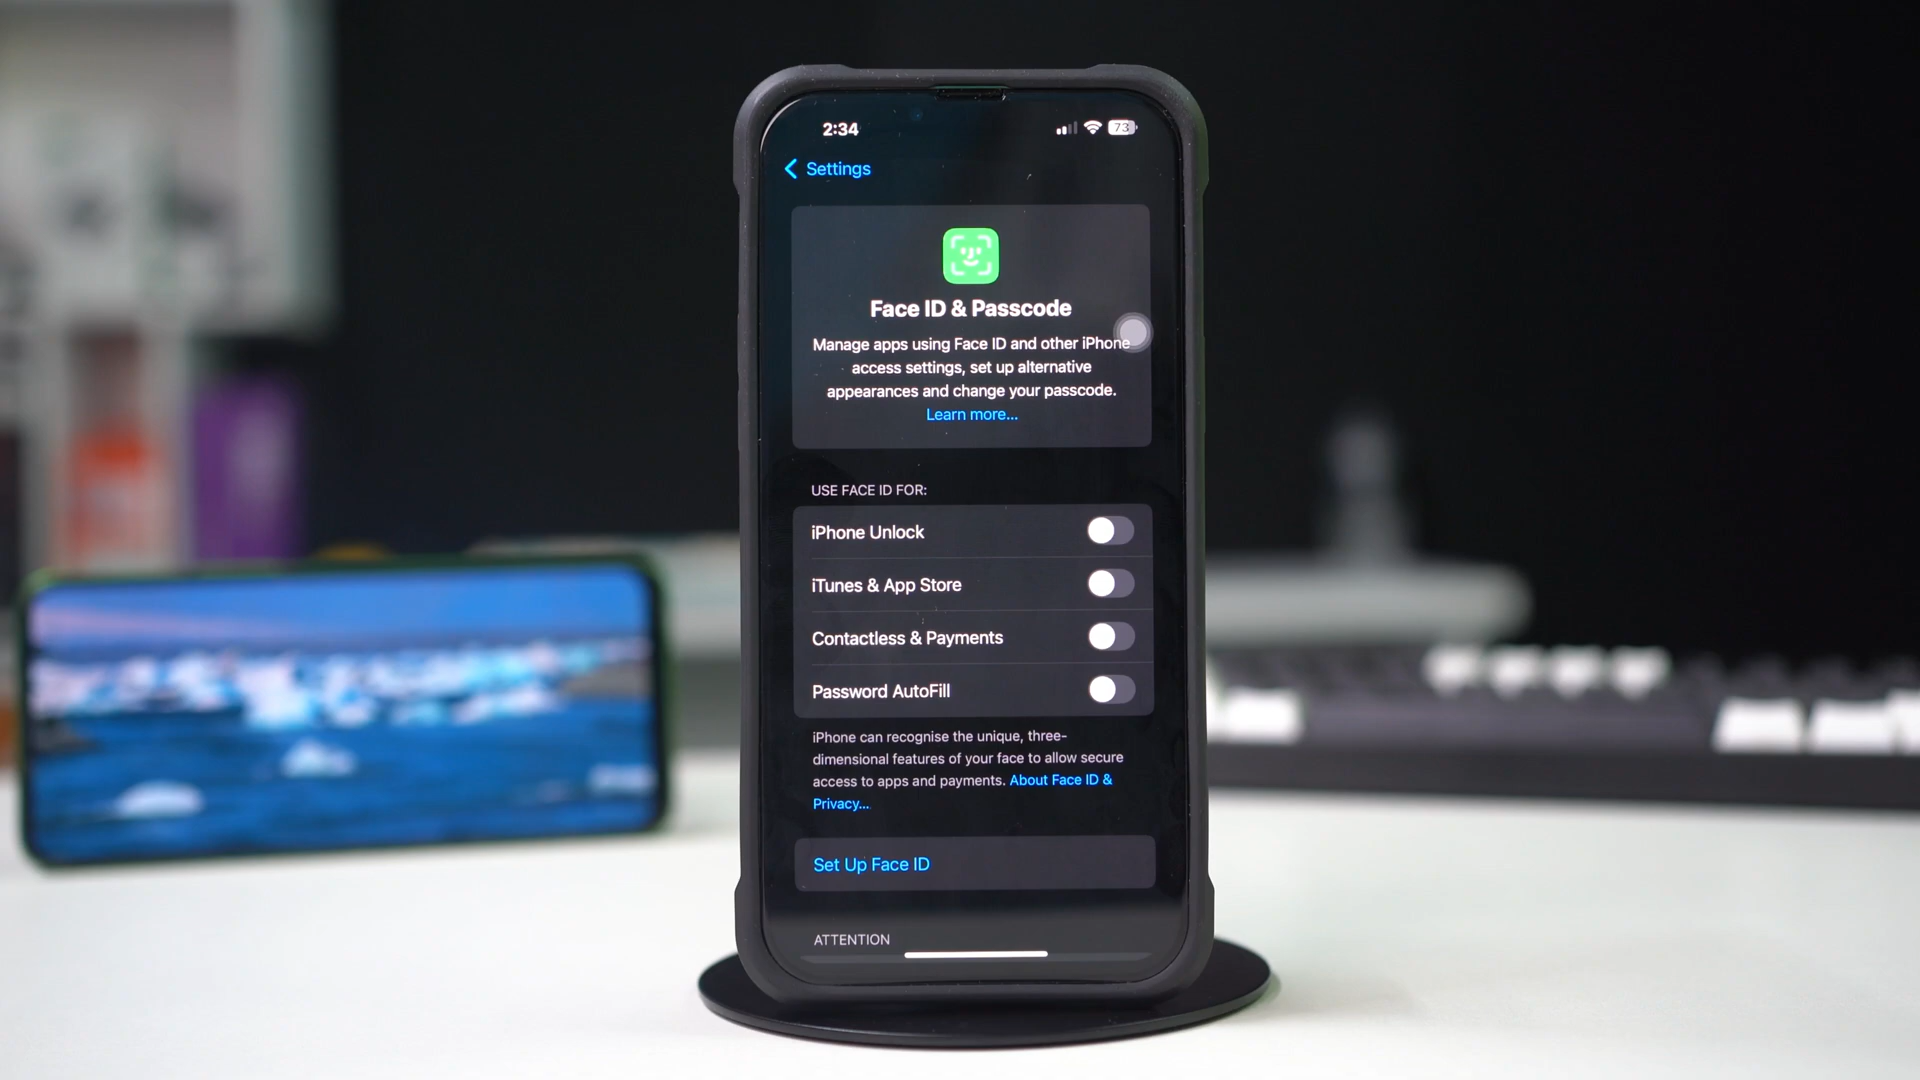 2:34
73
Settings
Face ID & Passcode
Manage apps using Face ID and other iPhone
access settings, set up alternative
appearances and change your passcode.
Learn more...
USE FACE ID FOR:
iPhone Unlock
iTunes & App Store
Contactless & Payments
Password AutoFill
iPhone can recognise the unique, three-
dimensional features of your face to allow secure
access to apps and payments. About Face ID &
Privacy...
Set Up Face ID
ATTENTION